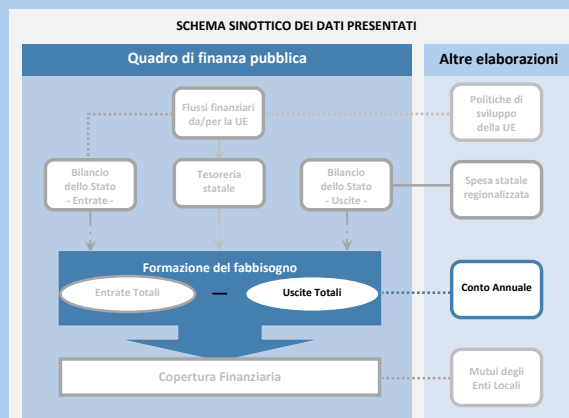 SCHEMA SINOTTICO DEI DATI PRESENTATI
Quadro di finanza pubblica
Altre elaborazioni
Flussi finanziari
da/per la UE
Politiche di
sviluppo
della UE
Bilancio
dello Stato
- Entrate -
Tesoreria
statale
Bilancio
dello Stato
- Uscite -
Spesa statale
regionalizzata
Formazione del fabbisogno
Entrate Totali
Uscite Totali
Conto Annuale
Copertura Finanziaria
Mutui degli
Enti Locali